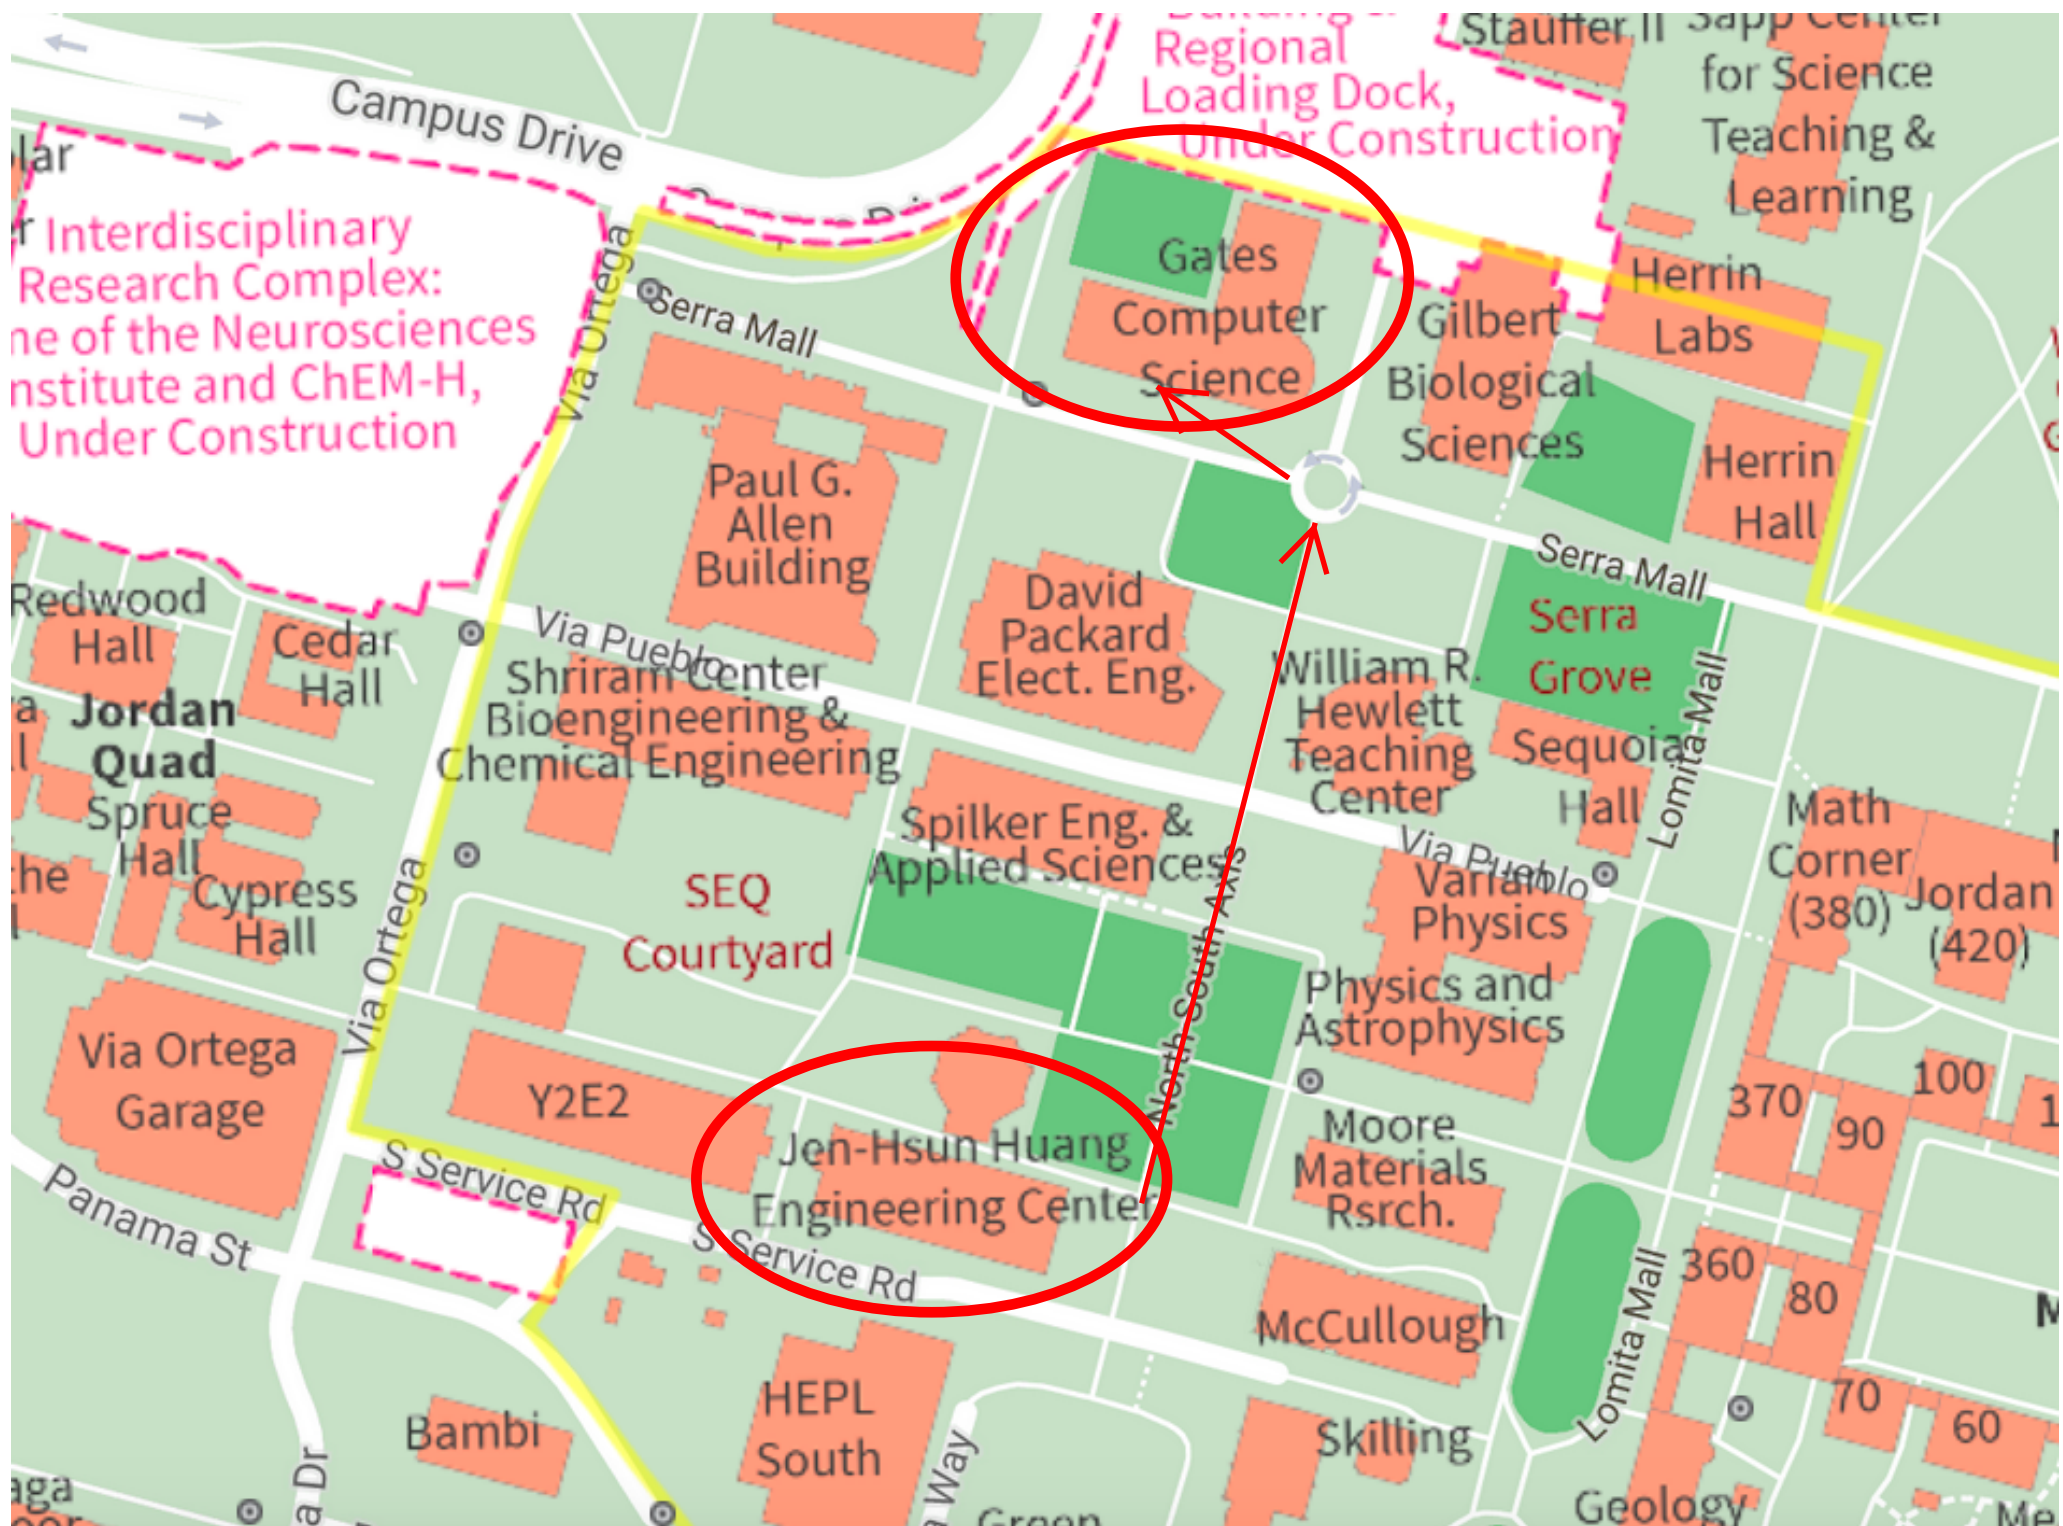 Regional
Loading Dock,
Under Construction
Stauffer II
Sapp Center
for Science
Teaching &
Learning
Campus Drive
Interdisciplinary
Research Complex:
me of the Neurosciences
nstitute and ChEM-H,
Under Construction
Via Ortega
Serra Mall
Gates
Computer
Science
Gilbert
Biological
Sciences
Herrin
Labs
Herrin
Hall
Paul G.
Allen
Building
David
Packard
Elect. Eng.
Serra Mall
Serra
Grove
Redwood
Hall
Cedar
Hall
Jordan
Quad
Spruce
Hall
Cypress
Hall
Via Pueblo
Shriram Center
Bioengineering &
Chemical Engineering
William R.
Hewlett
Teaching
Center
Sequoia
Hall
Lomita Mall
Spilker Eng. &
Applied Sciences
Via Pueblo
Varian
Physics
Math
Corner
(380)
Jordan
(420)
SEQ
Courtyard
North South Axis
Physics and
Astrophysics
Via Ortega
Via Ortega
Garage
Y2E2
Jen-Hsun Huang
Engineering Center
Moore
Materials
Rsrch.
370
90
100
S Service Rd
S Service Rd
Panama St
360
80
McCullough
Lomita Mall
70
60
Bambi
HEPL
South
Skilling
Way
Geology